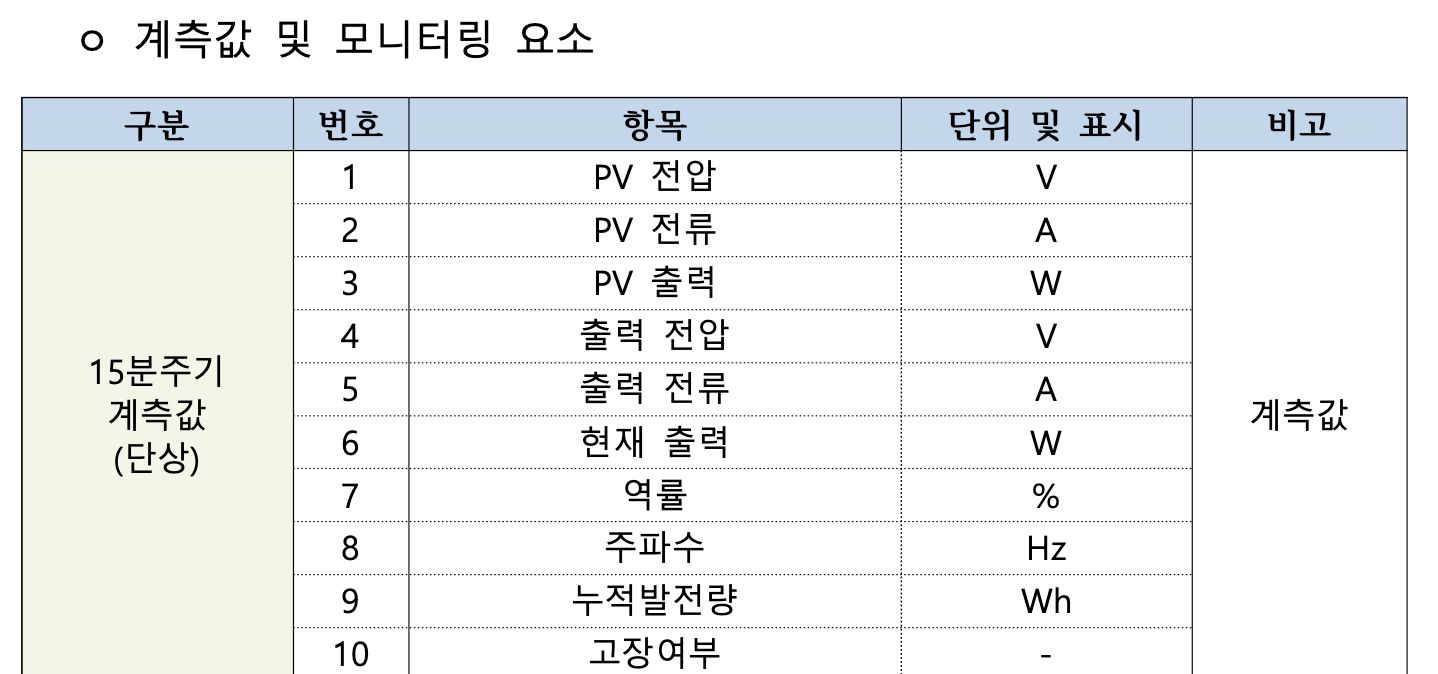 ㅇ 계측값 및 모니터링 요소
구분 번호 항목 단위 및 표시 비고
1 PV 전압 V
2 PV 전류 A
3 PV 출력 W
4 출력 전압 V
15분주기
계측값
(단상)
5 출력 전류 A
계측값
6 현재 출력 W
7 역률 %
8 주파수 Hz
9 누적발전량 Wh
10 고장여부 -